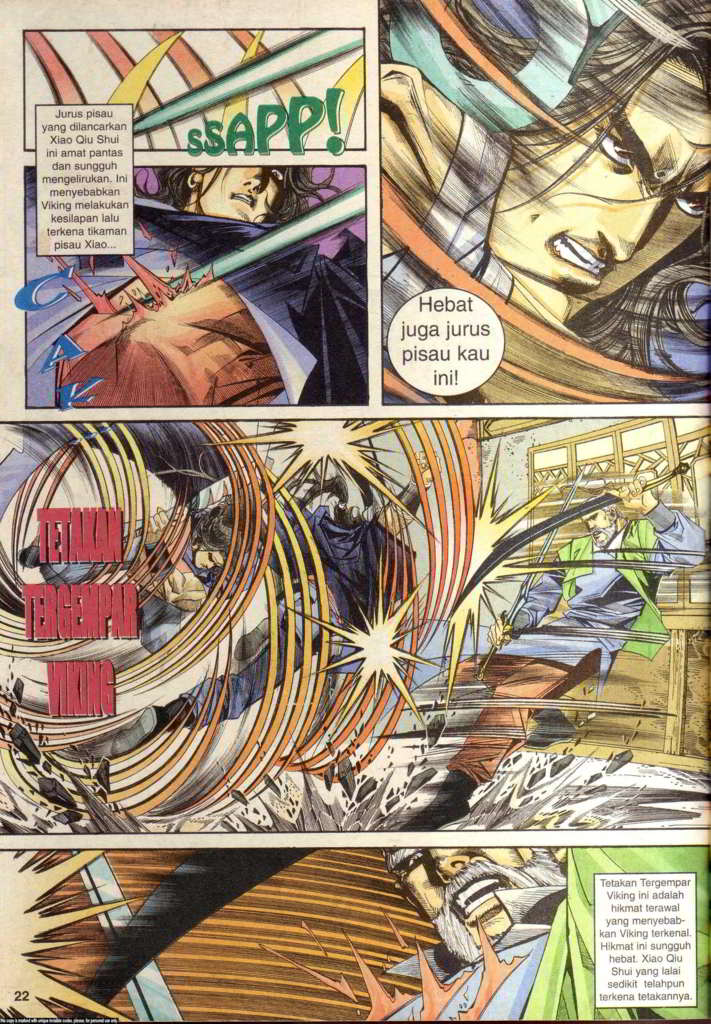 Jurus pisau
yang dilancarkan
Xiao Qiu Shui
ini amat pantas
dan sungguh
mengelirukan. Ini
menyebabkan
Viking melakukan
kesilapan lalu
terkena tikaman
pisau Xiao...
SSAPP!
CAK
Hebat
juga jurus
pisau kau
ini!
TETAKAN
TERGEMPAR
VIKING
Tetakan Tergempar
Viking ini adalah
hikmat terawal
yang menyebab-
kan Viking terkenal.
Hikmat ini sungguh
hebat. Xiao Qiu
Shui yang lalai
sedikit telahpun
terkena tetakannya.
22